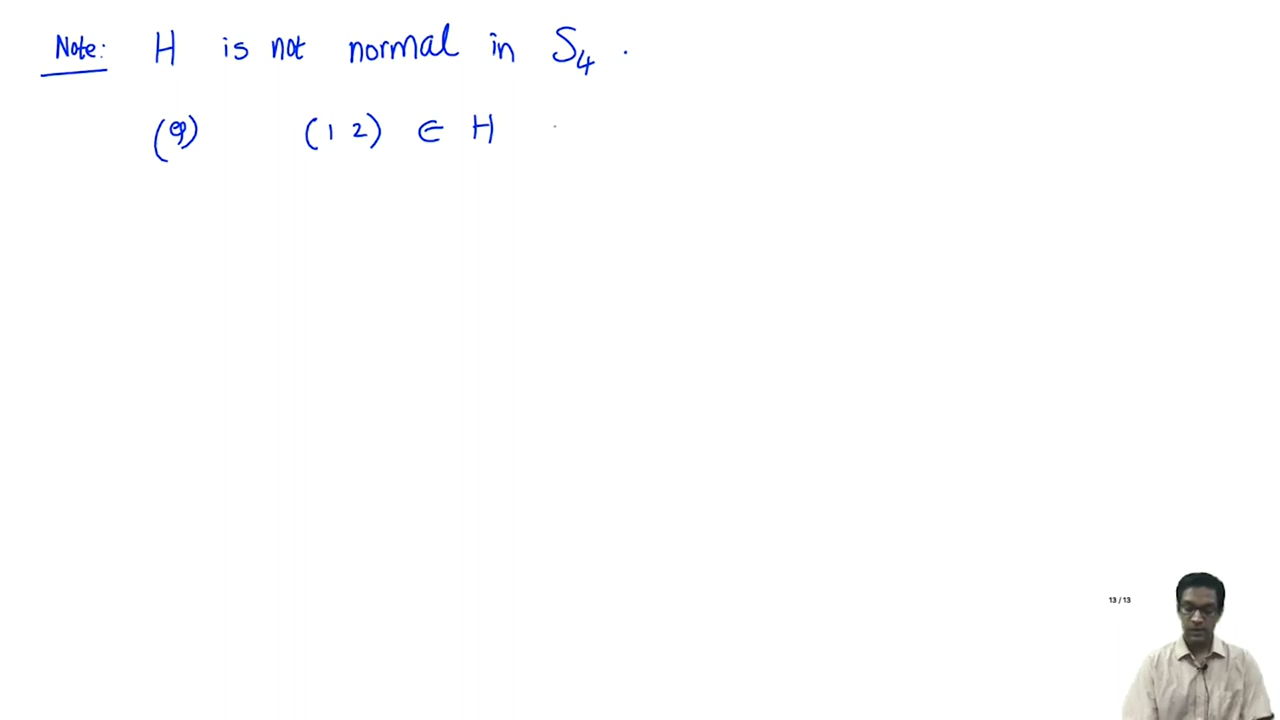 Note: H is not normal in S₄.
(eg) (1 2) ∈ H
13 / 13